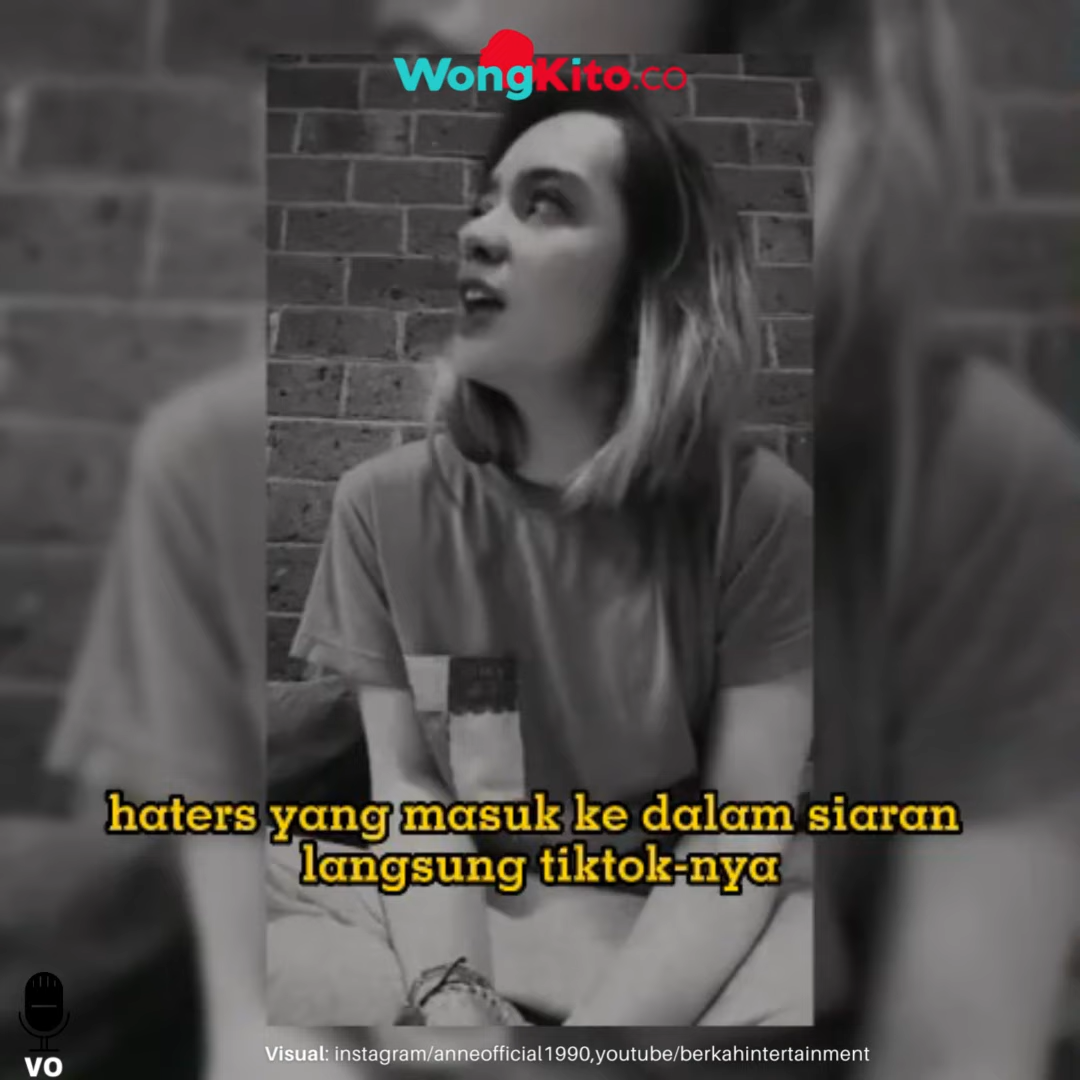 WongKito.co
haters yang masuk ke dalam siaran
langsung tiktok-nya
VO
Visual: instagram/anneofficial1990,youtube/berkahintertainment